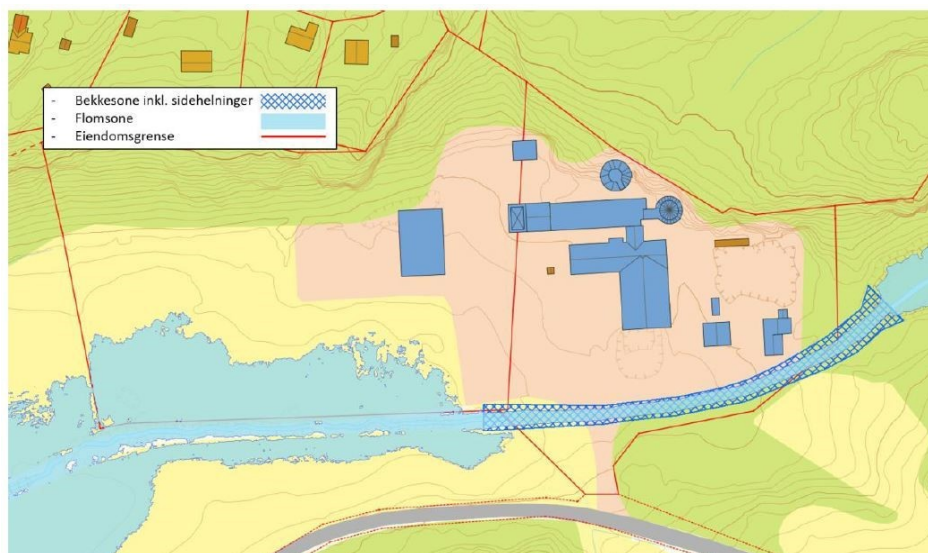 - Bekkesone inkl. sidehelninger
- Flomsone
- Eiendomsgrense